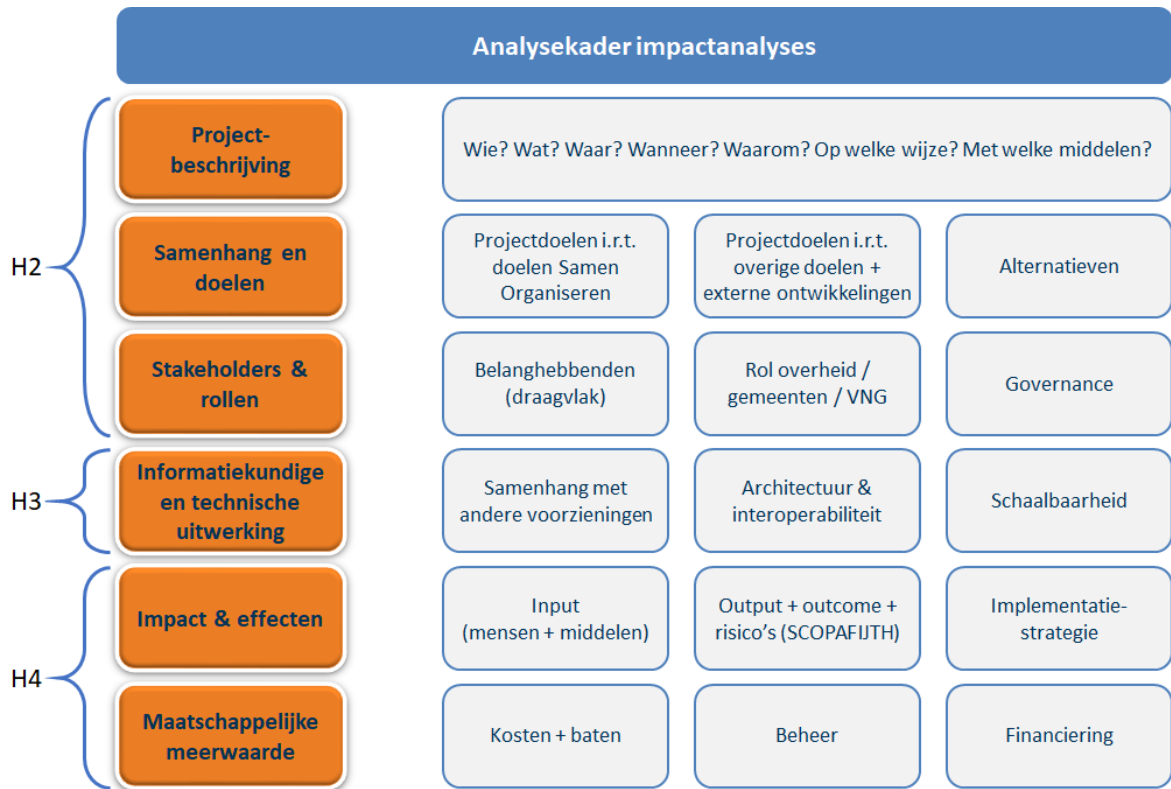 Analysekader impactanalyses
H2
Project-
beschrijving
Wie? Wat? Waar? Wanneer? Waarom? Op welke wijze? Met welke middelen?
Samenhang en
doelen
Projectdoelen i.r.t.
doelen Samen
Organiseren
Projectdoelen i.r.t.
overige doelen +
externe ontwikkelingen
Alternatieven
Stakeholders &
rollen
Belanghebbenden
(draagvlak)
Rol overheid /
gemeenten / VNG
Governance
H3
Informatiekundige
en technische
uitwerking
Samenhang met
andere voorzieningen
Architectuur &
interoperabiliteit
Schaalbaarheid
H4
Impact & effecten
Input
(mensen + middelen)
Output + outcome +
risico's (SCOPAFIJTH)
Implementatie-
strategie
Maatschappelijke
meerwaarde
Kosten + baten
Beheer
Financiering